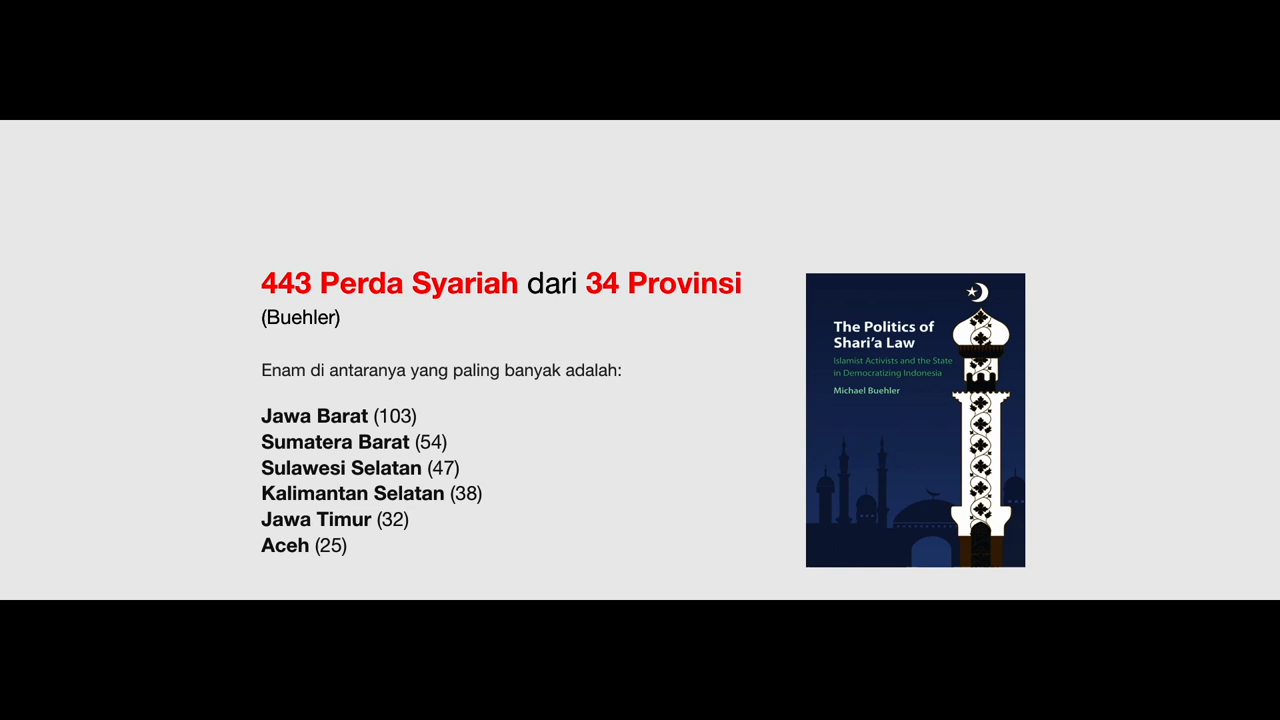 443 Perda Syariah dari 34 Provinsi
(Buehler)
Enam di antaranya yang paling banyak adalah:
Jawa Barat (103)
Sumatera Barat (54)
Sulawesi Selatan (47)
Kalimantan Selatan (38)
Jawa Timur (32)
Aceh (25)
The Politics of
Shari'a Law
Islamist Activists and the State
in Democratizing Indonesia
Michael Buehler